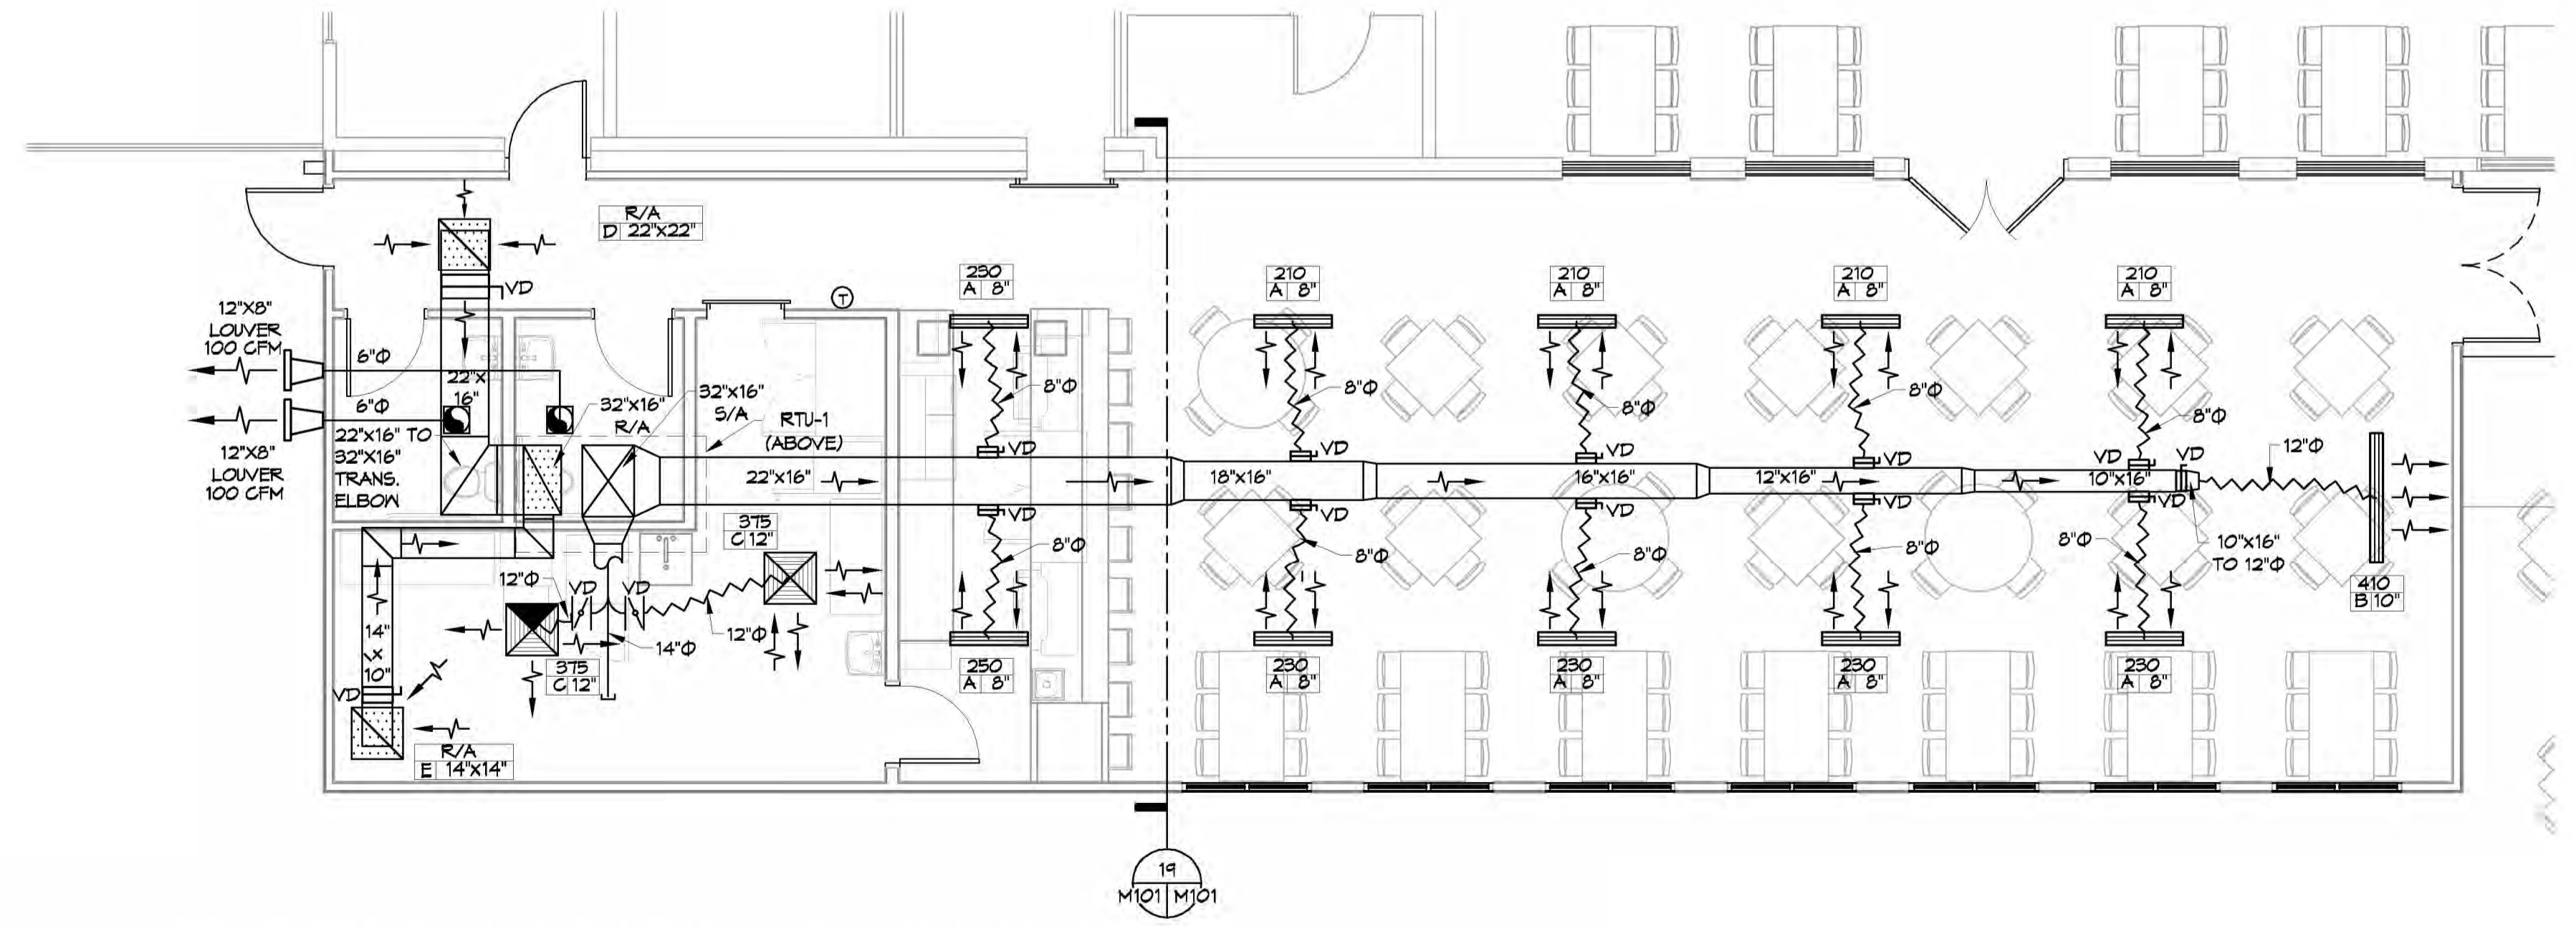 R/A
D 22"x22"
VD
12"X8"
LOUVER
100 CFM
6"Φ
22"x
16"
T
230
A 8"
210
A 8"
210
A 8"
210
A 8"
210
A 8"
6"Φ
12"X8"
LOUVER
100 CFM
22"x16" TO
32"x16"
TRANS.
ELBOW
32"x16"
R/A
32"x16"
S/A
RTU-1
(ABOVE)
8"Φ
8"Φ
8"Φ
8"Φ
8"Φ
VD
VD
VD
VD
VD
VD
12"Φ
22"x16"
18"x16"
16"x16"
12"x16"
10"x16"
VD
VD
VD
VD
VD
8"Φ
8"Φ
8"Φ
8"Φ
8"Φ
10"x16"
TO 12"Φ
375
C 12"
12"Φ
VD
VD
12"Φ
14"Φ
375
C 12"
14"
x
10"
VD
R/A
E 14"x14"
250
A 8"
230
A 8"
230
A 8"
230
A 8"
230
A 8"
410
B 10"
19
M101 M101